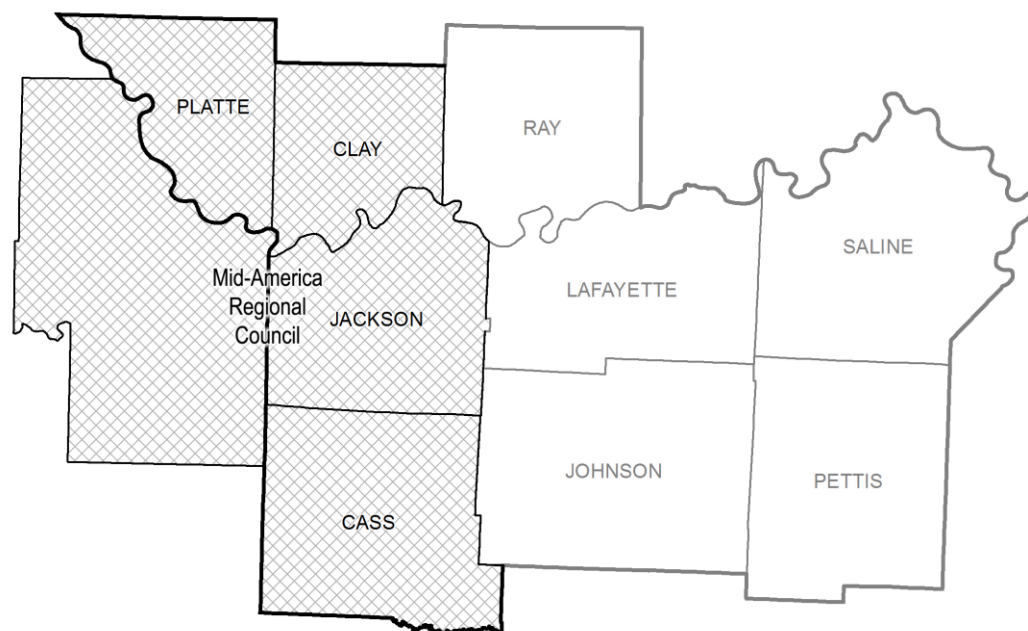 PLATTE
CLAY
RAY
SALINE
Mid-America
Regional
Council
JACKSON
LAFAYETTE
JOHNSON
PETTIS
CASS